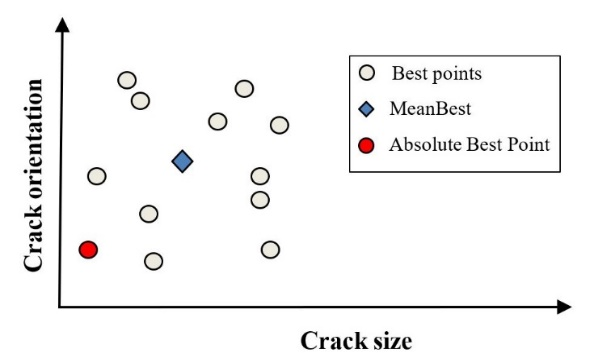 Crack orientation
Best points
MeanBest
Absolute Best Point
Crack size